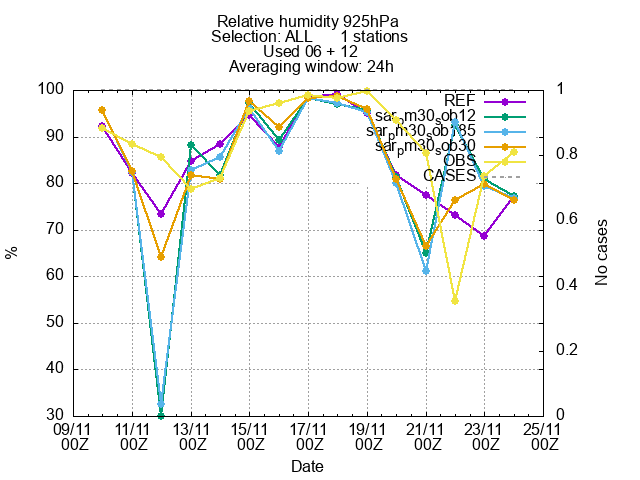 Relative humidity 925hPa
Selection: ALL 1 stations
Used 06 + 12
Averaging window: 24h
REF
OBS
CASES
100
90
80
70
60
50
40
30
1
0.8
0.6
0.4
0.2
0
%
No cases
09/11 00Z
11/11 00Z
13/11 00Z
15/11 00Z
17/11 00Z
19/11 00Z
21/11 00Z
23/11 00Z
25/11 00Z
Date